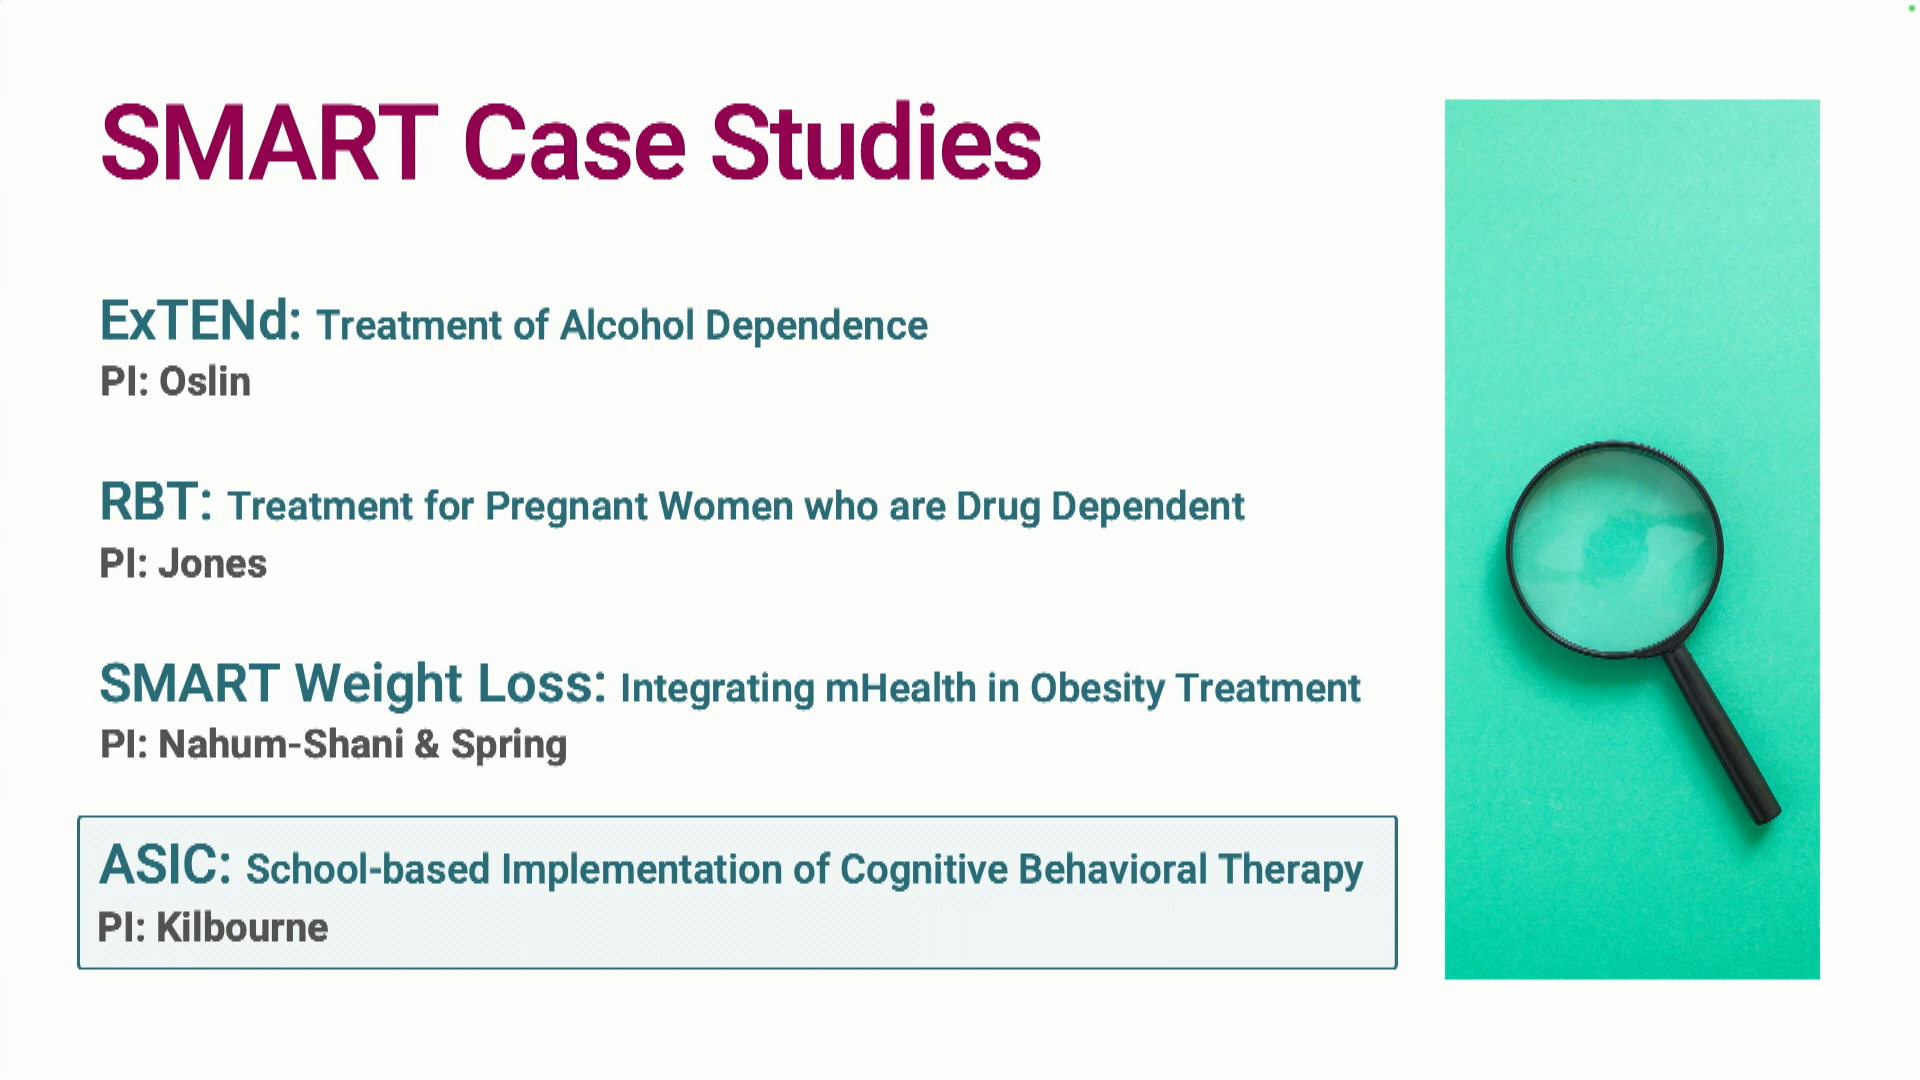 SMART Case Studies
ExTENd: Treatment of Alcohol Dependence
PI: Oslin
RBT: Treatment for Pregnant Women who are Drug Dependent
PI: Jones
SMART Weight Loss: Integrating mHealth in Obesity Treatment
PI: Nahum-Shani & Spring
ASIC: School-based Implementation of Cognitive Behavioral Therapy
PI: Kilbourne